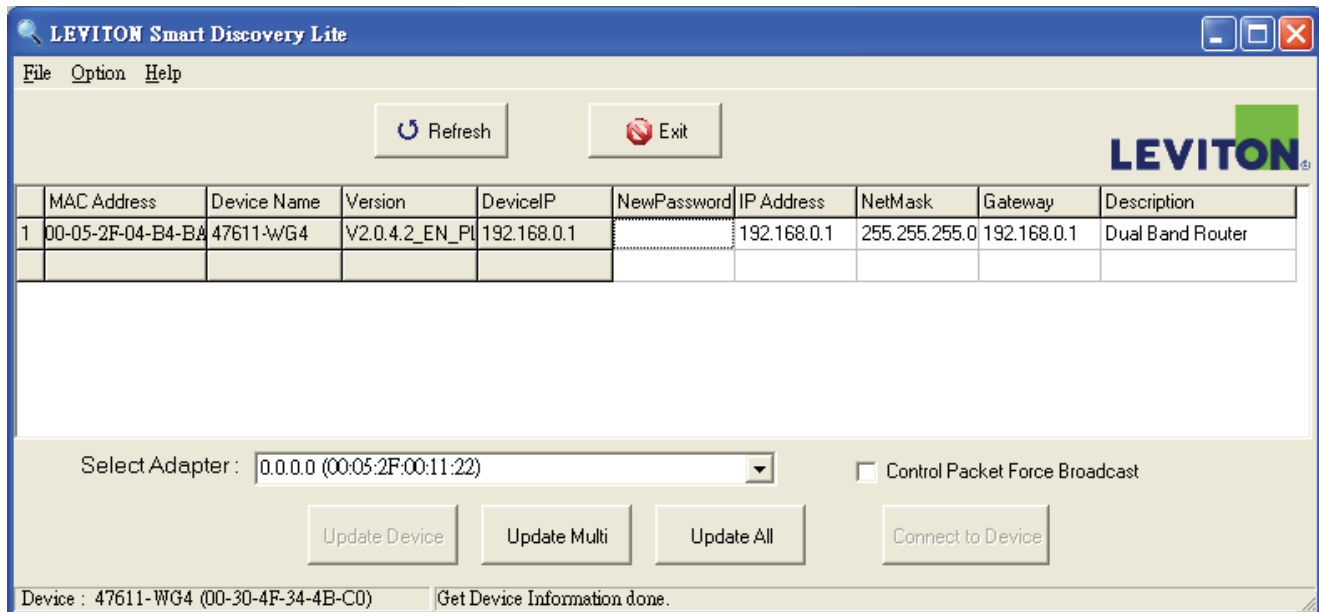 LEVITON Smart Discovery Lite
File Option Help
Refresh Exit
LEVITON®
MAC Address Device Name Version DeviceIP NewPassword IP Address NetMask Gateway Description
1 00-05-2F-04-B4-BA 47611-WG4 V2.0.4.2_EN_PL 192.168.0.1 192.168.0.1 255.255.255.0 192.168.0.1 Dual Band Router
Select Adapter : 0.0.0.0 (00:05:2F:00:11:22) Control Packet Force Broadcast
Update Device Update Multi Update All Connect to Device
Device : 47611-WG4 (00-30-4F-34-4B-C0) Get Device Information done.